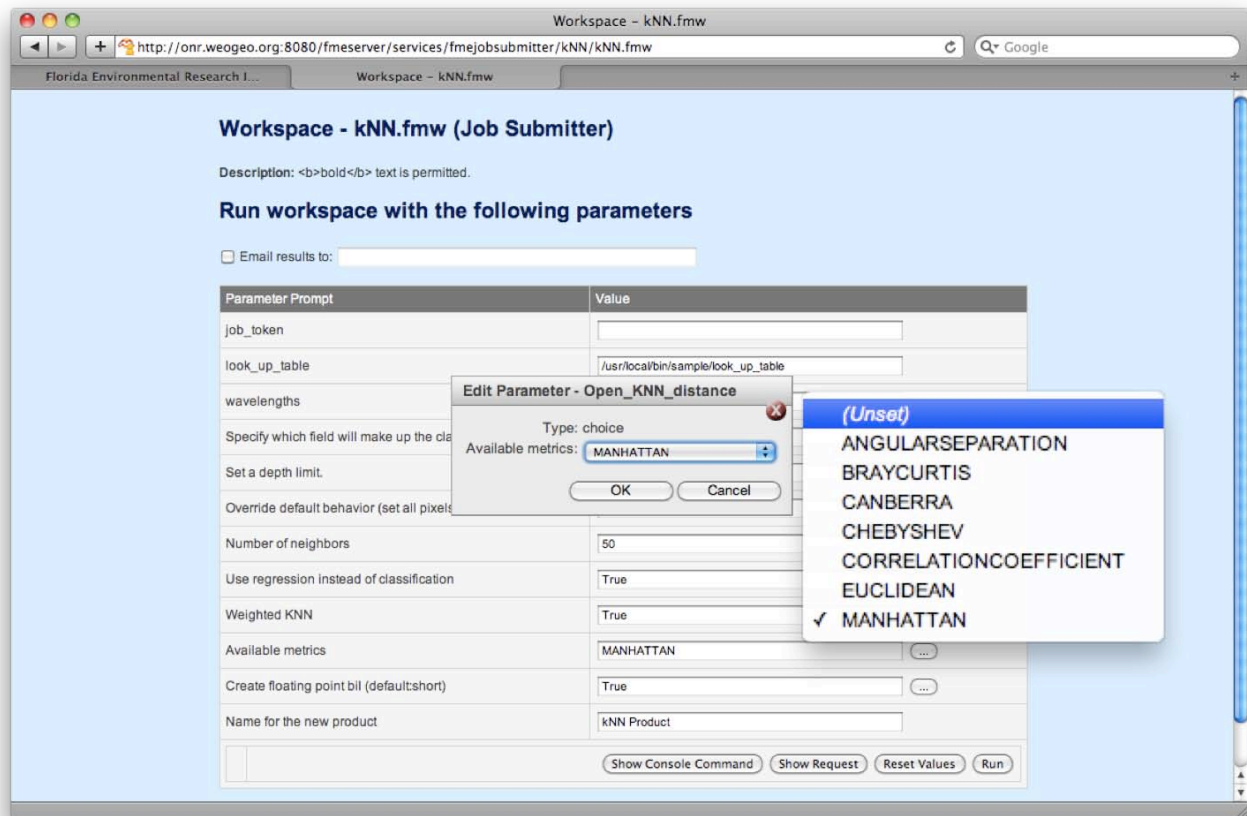 Workspace – kNN.fmw
http://onr.weogeo.org:8080/fmeserver/services/fmejobsubmitter/kNN/kNN.fmw
Google
Florida Environmental Research I...
Workspace – kNN.fmw
Workspace - kNN.fmw (Job Submitter)
Description: <b>bold</b> text is permitted.
Run workspace with the following parameters
Email results to:
Parameter Prompt Value
job_token
look_up_table /usr/local/bin/sample/look_up_table
wavelengths
Specify which field will make up the cla
Set a depth limit.
Override default behavior (set all pixels
Number of neighbors 50
Use regression instead of classification True
Weighted KNN True
Available metrics MANHATTAN ...
Create floating point bil (default:short) True ...
Name for the new product kNN Product
Show Console Command Show Request Reset Values Run
Edit Parameter - Open_KNN_distance
Type: choice
Available metrics: MANHATTAN
OK Cancel
(Unset)
ANGULARSEPARATION
BRAYCURTIS
CANBERRA
CHEBYSHEV
CORRELATIONCOEFFICIENT
EUCLIDEAN
✓ MANHATTAN